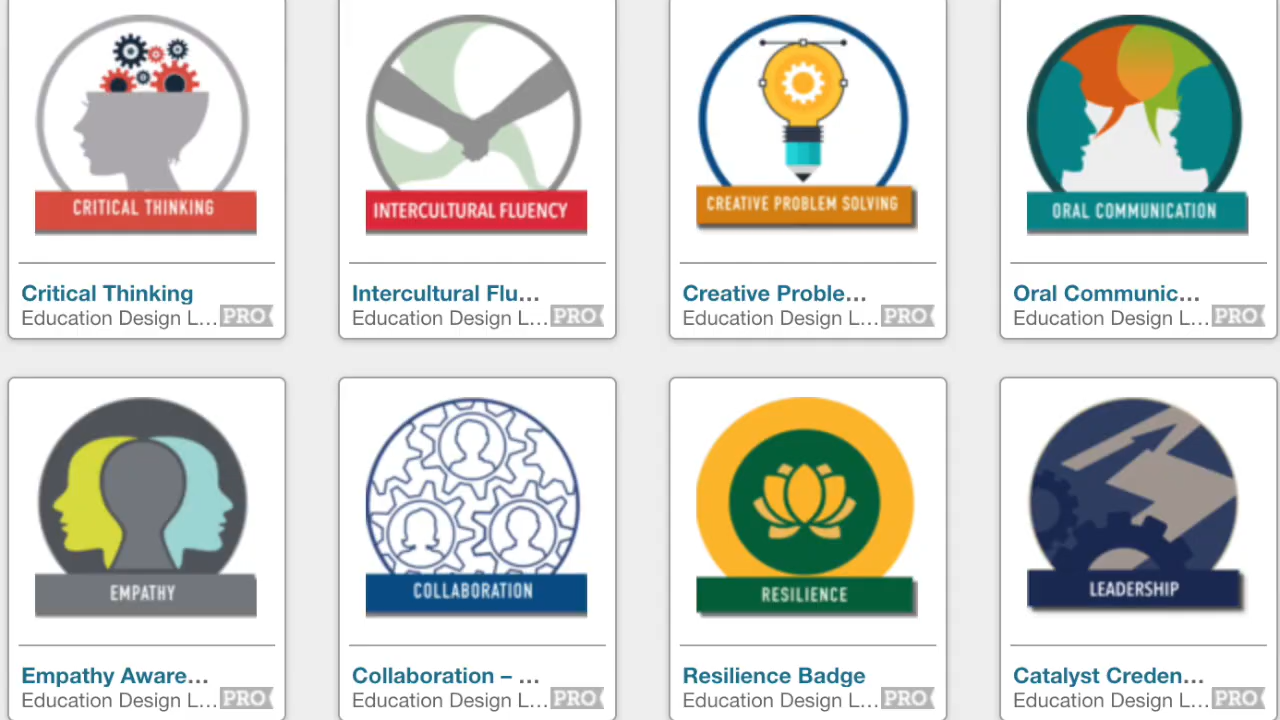 CRITICAL THINKING
INTERCULTURAL FLUENCY
CREATIVE PROBLEM SOLVING
ORAL COMMUNICATION
Critical Thinking
Education Design L... PRO
Intercultural Flu...
Education Design L... PRO
Creative Proble...
Education Design L... PRO
Oral Communic...
Education Design L... PRO
EMPATHY
COLLABORATION
RESILIENCE
LEADERSHIP
Empathy Aware...
Education Design L... PRO
Collaboration – ...
Education Design L... PRO
Resilience Badge
Education Design L... PRO
Catalyst Creden...
Education Design L... PRO